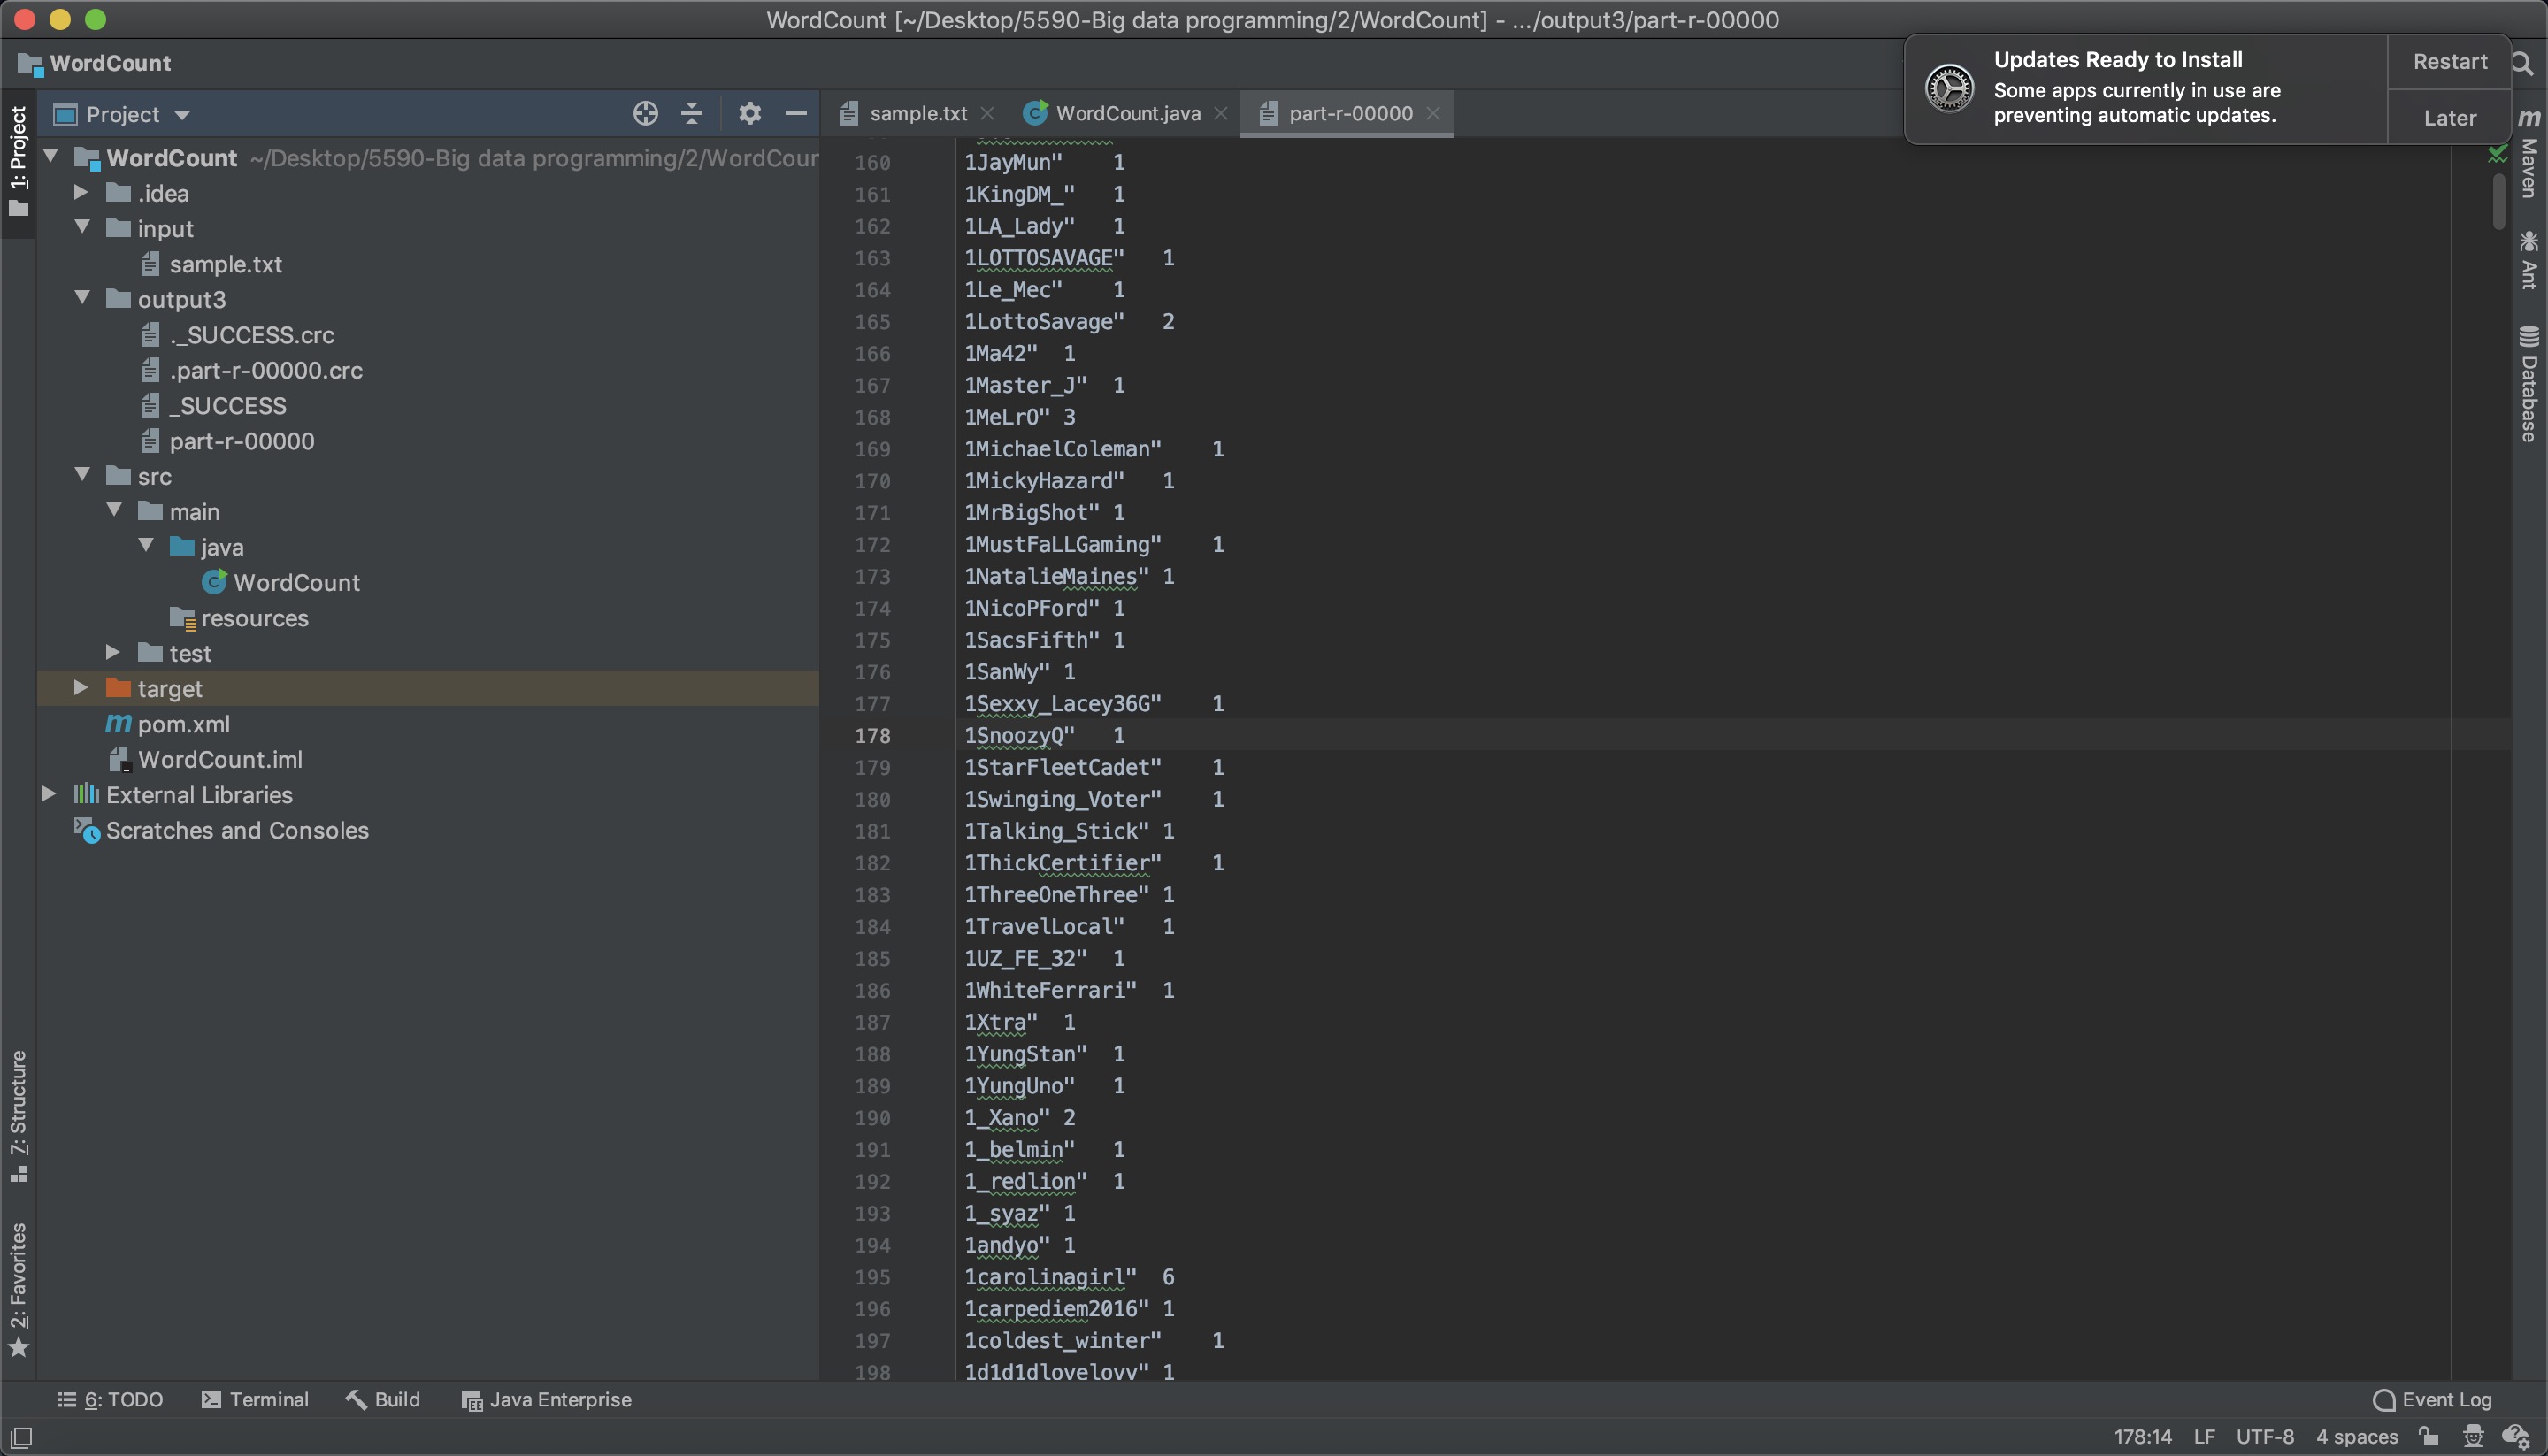 WordCount [~/Desktop/5590-Big data programming/2/WordCount] - .../output3/part-r-00000
WordCount
Updates Ready to Install
Some apps currently in use are
preventing automatic updates.
Restart
Later
1: Project
Project
WordCount ~/Desktop/5590-Big data programming/2/WordCour
.idea
input
sample.txt
output3
._SUCCESS.crc
.part-r-00000.crc
_SUCCESS
part-r-00000
src
main
java
WordCount
resources
test
target
pom.xml
WordCount.iml
External Libraries
Scratches and Consoles
7: Structure
2: Favorites
sample.txt
WordCount.java
part-r-00000
160 1JayMun" 1
161 1KingDM_" 1
162 1LA_Lady" 1
163 1LOTTOSAVAGE" 1
164 1Le_Mec" 1
165 1LottoSavage" 2
166 1Ma42" 1
167 1Master_J" 1
168 1MeLrO" 3
169 1MichaelColeman" 1
170 1MickyHazard" 1
171 1MrBigShot" 1
172 1MustFaLLGaming" 1
173 1NatalieMaines" 1
174 1NicoPFord" 1
175 1SacsFifth" 1
176 1SanWy" 1
177 1Sexxy_Lacey36G" 1
178 1SnoozyQ" 1
179 1StarFleetCadet" 1
180 1Swinging_Voter" 1
181 1Talking_Stick" 1
182 1ThickCertifier" 1
183 1ThreeOneThree" 1
184 1TravelLocal" 1
185 1UZ_FE_32" 1
186 1WhiteFerrari" 1
187 1Xtra" 1
188 1YungStan" 1
189 1YungUno" 1
190 1_Xano" 2
191 1_belmin" 1
192 1_redlion" 1
193 1_syaz" 1
194 1andyo" 1
195 1carolinagirl" 6
196 1carpediem2016" 1
197 1coldest_winter" 1
198 1d1d1dlovelovv" 1
Maven
Ant
Database
6: TODO
Terminal
Build
Java Enterprise
Event Log
178:14 LF UTF-8 4 spaces